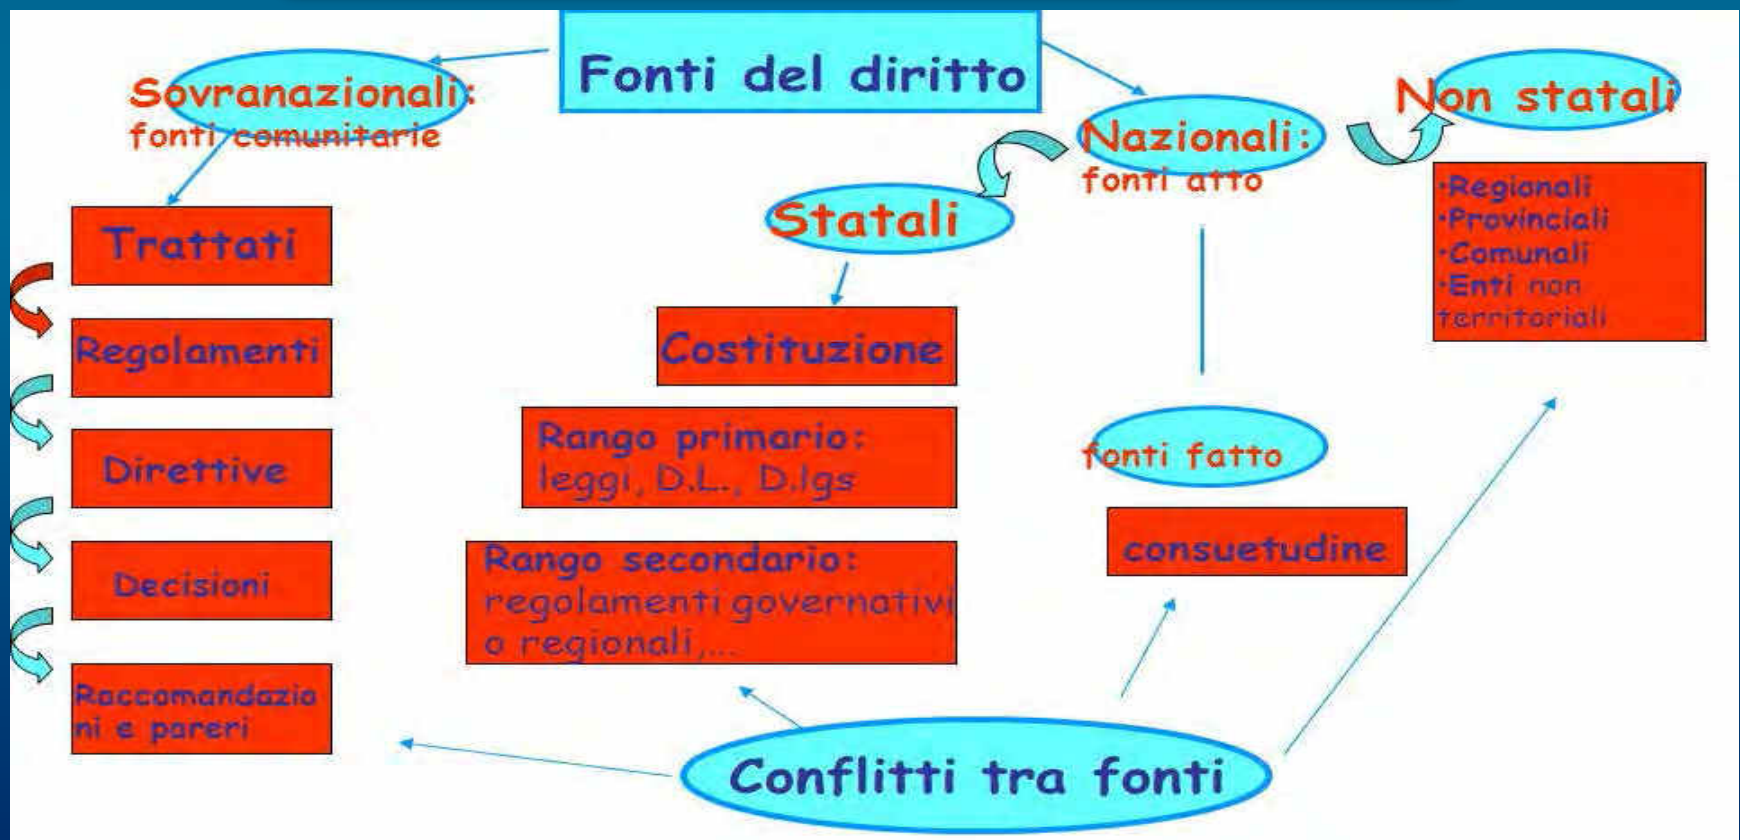 Fonti del diritto
Sovranazionali:
fonti comunitarie
Trattati
Regolamenti
Direttive
Decisioni
Raccomandazio
ni e pareri
Nazionali:
fonti atto
Statali
Costituzione
Rango primario:
leggi, D.L., D.lgs
Rango secondario:
regolamenti governativi
o regionali,...
fonti fatto
consuetudine
Non statali
•Regionali
•Provinciali
•Comunali
•Enti non
territoriali
Conflitti tra fonti